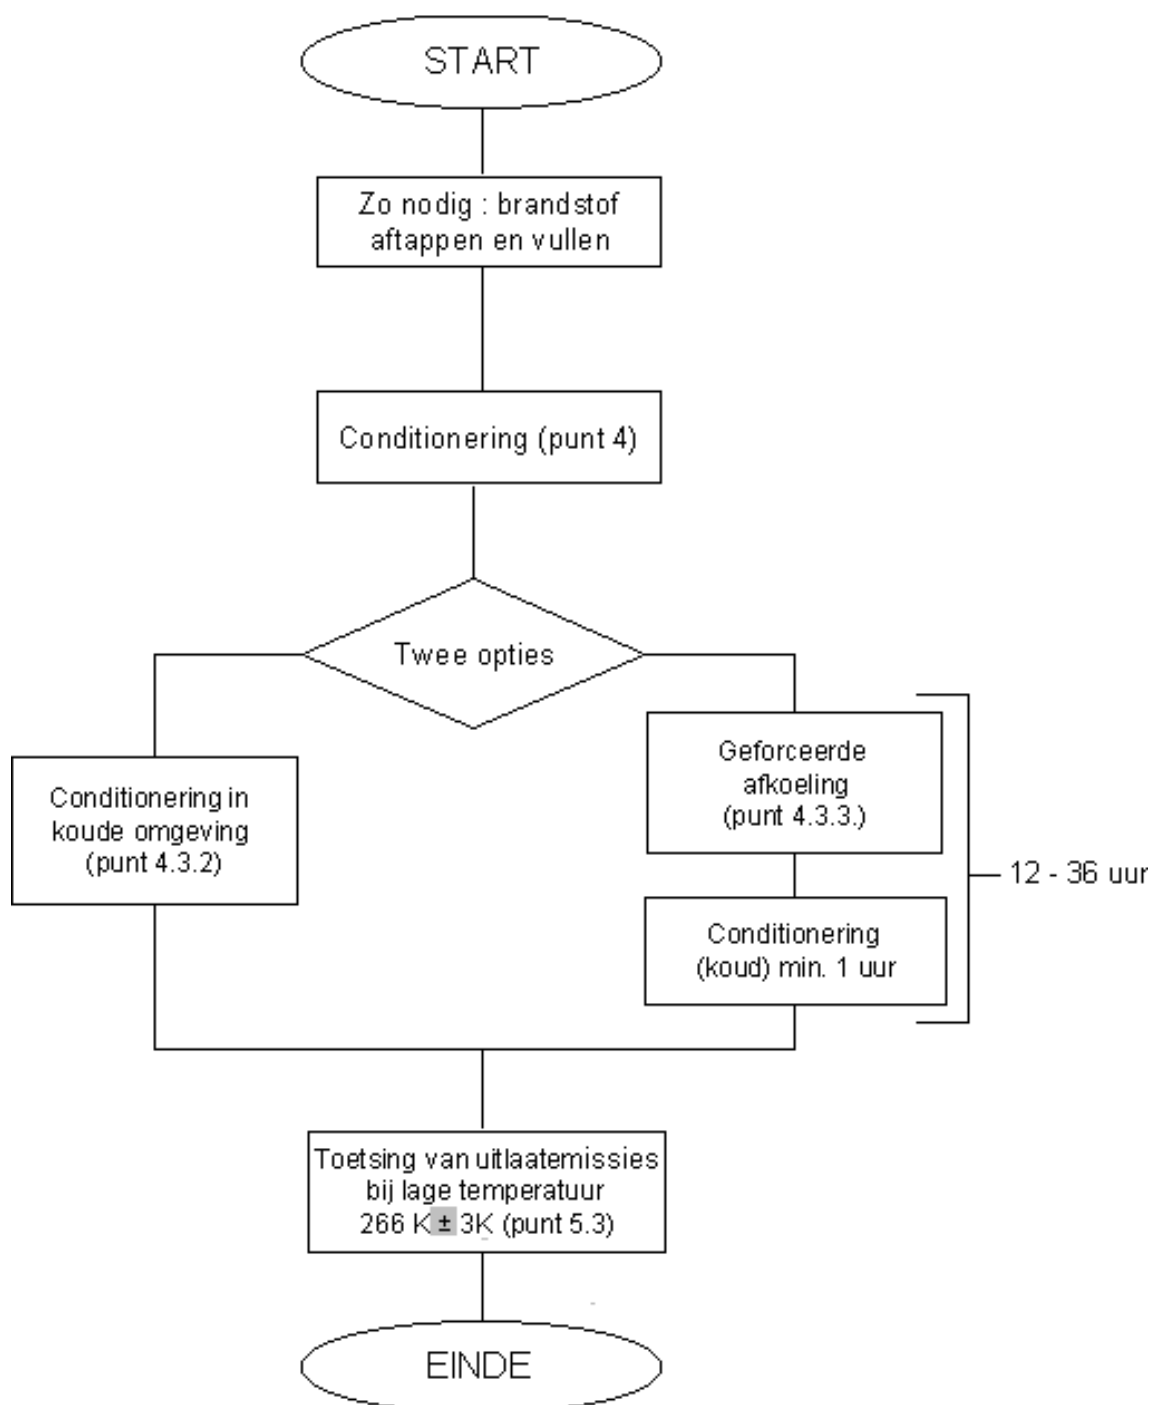 START
Zo nodig : brandstof
aftappen en vullen
Conditionering (punt 4)
Twee opties
Conditionering in
koude omgeving
(punt 4.3.2)
Geforceerde
afkoeling
(punt 4.3.3.)
Conditionering
(koud) min. 1 uur
12 - 36 uur
Toetsing van uitlaatemissies
bij lage temperatuur
266 K ± 3K (punt 5.3)
EINDE